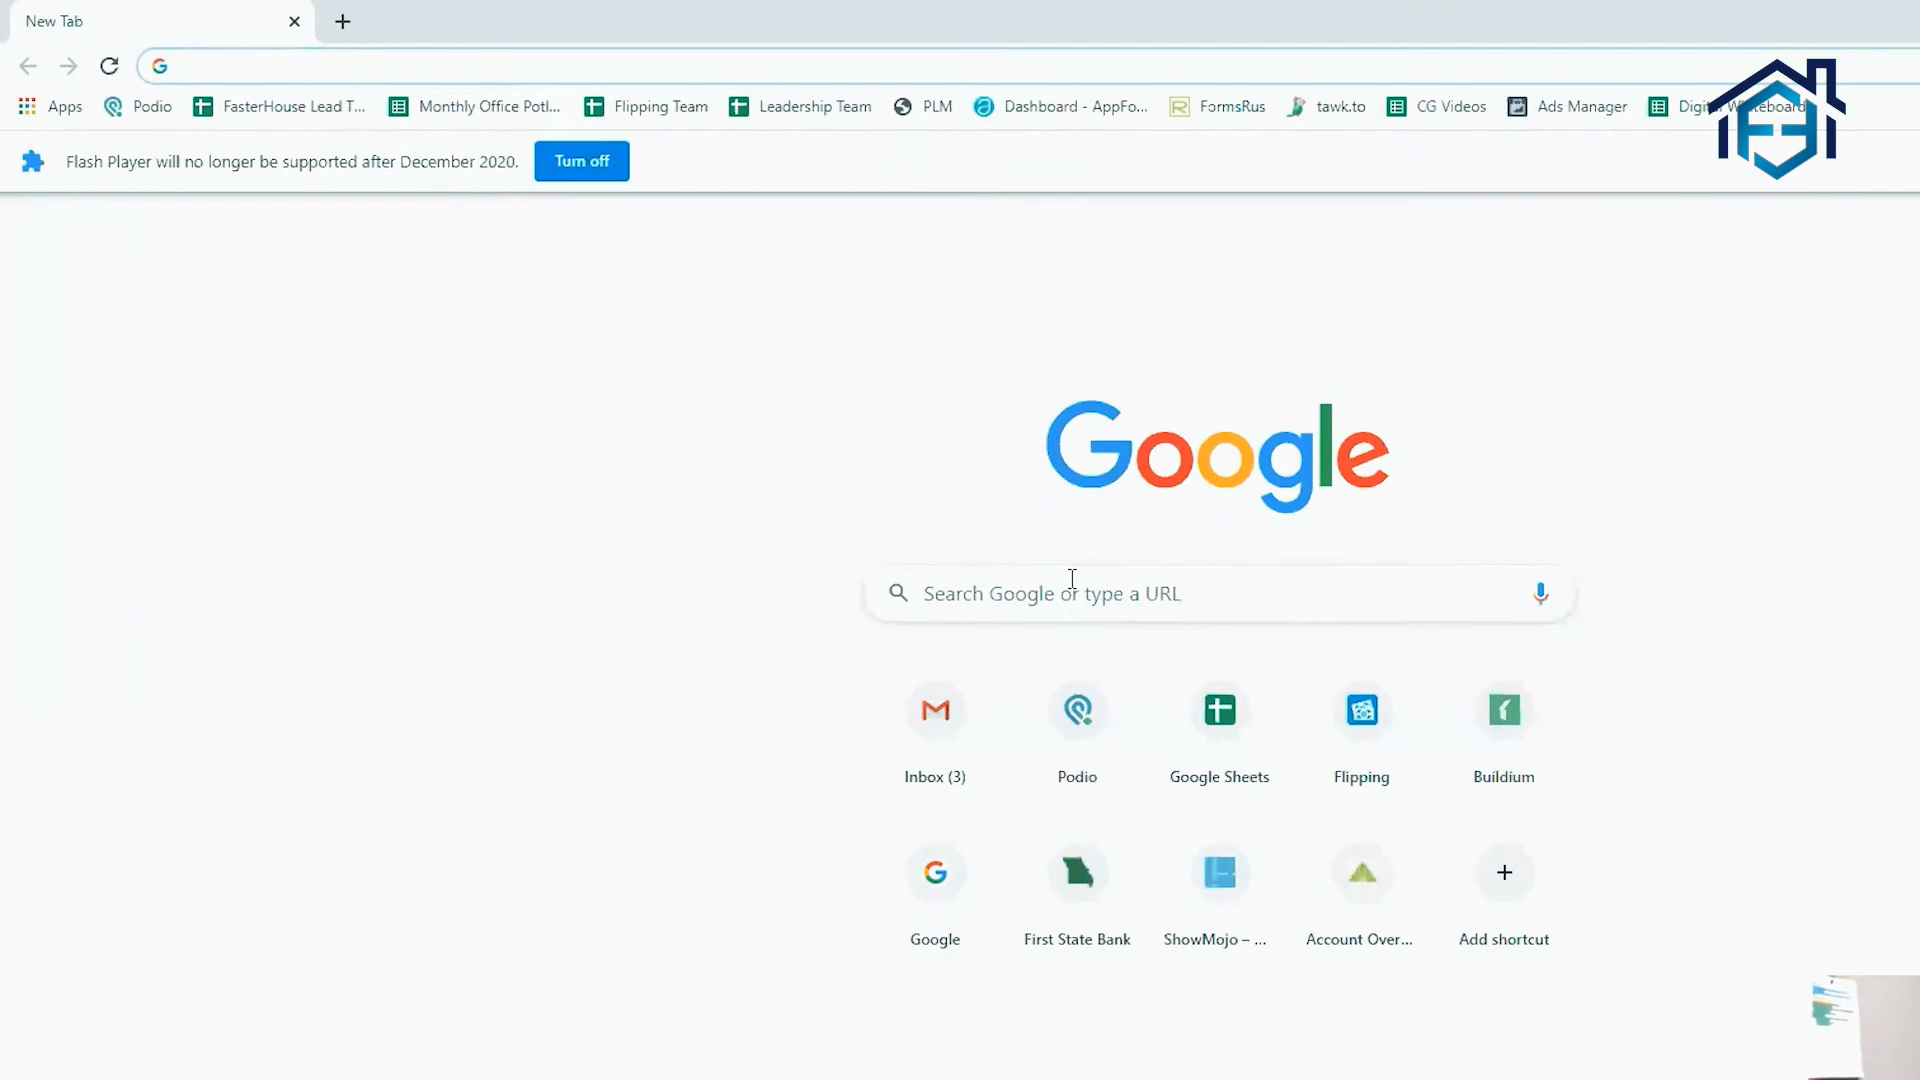 New Tab
Apps Podio FasterHouse Lead T... Monthly Office Potl... Flipping Team Leadership Team PLM Dashboard - AppFo... FormsRus tawk.to CG Videos Ads Manager Digital Whiteboard
Flash Player will no longer be supported after December 2020. Turn off
Google
Search Google or type a URL
Inbox (3) Podio Google Sheets Flipping Buildium
Google First State Bank ShowMojo – ... Account Over... Add shortcut